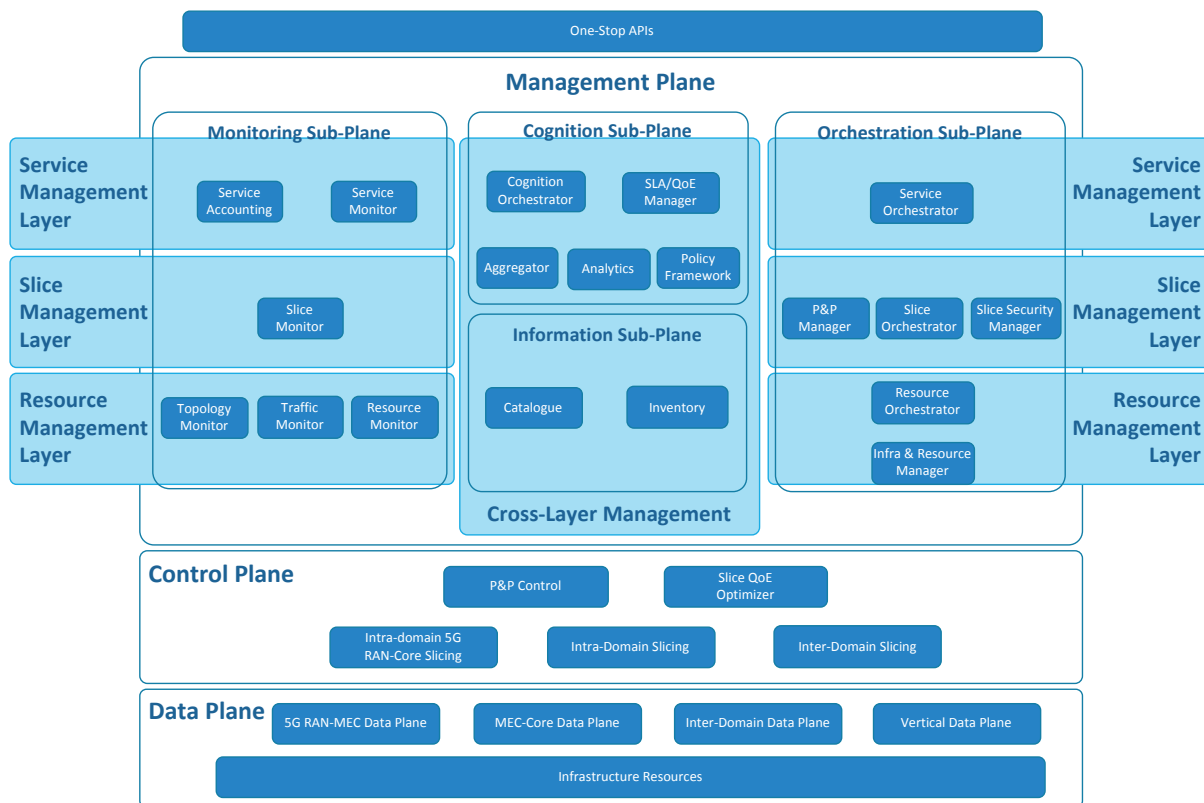 One-Stop APIs
Management Plane
Monitoring Sub-Plane
Cognition Sub-Plane
Orchestration Sub-Plane
Service
Management
Layer
Service
Accounting
Service
Monitor
Cognition
Orchestrator
SLA/QoE
Manager
Aggregator
Analytics
Policy
Framework
Service
Orchestrator
Service
Management
Layer
Slice
Management
Layer
Slice
Monitor
Information Sub-Plane
P&P
Manager
Slice
Orchestrator
Slice Security
Manager
Slice
Management
Layer
Resource
Management
Layer
Topology
Monitor
Traffic
Monitor
Resource
Monitor
Catalogue
Inventory
Resource
Orchestrator
Infra & Resource
Manager
Resource
Management
Layer
Cross-Layer Management
Control Plane
P&P Control
Slice QoE
Optimizer
Intra-domain 5G
RAN-Core Slicing
Intra-Domain Slicing
Inter-Domain Slicing
Data Plane
5G RAN-MEC Data Plane
MEC-Core Data Plane
Inter-Domain Data Plane
Vertical Data Plane
Infrastructure Resources